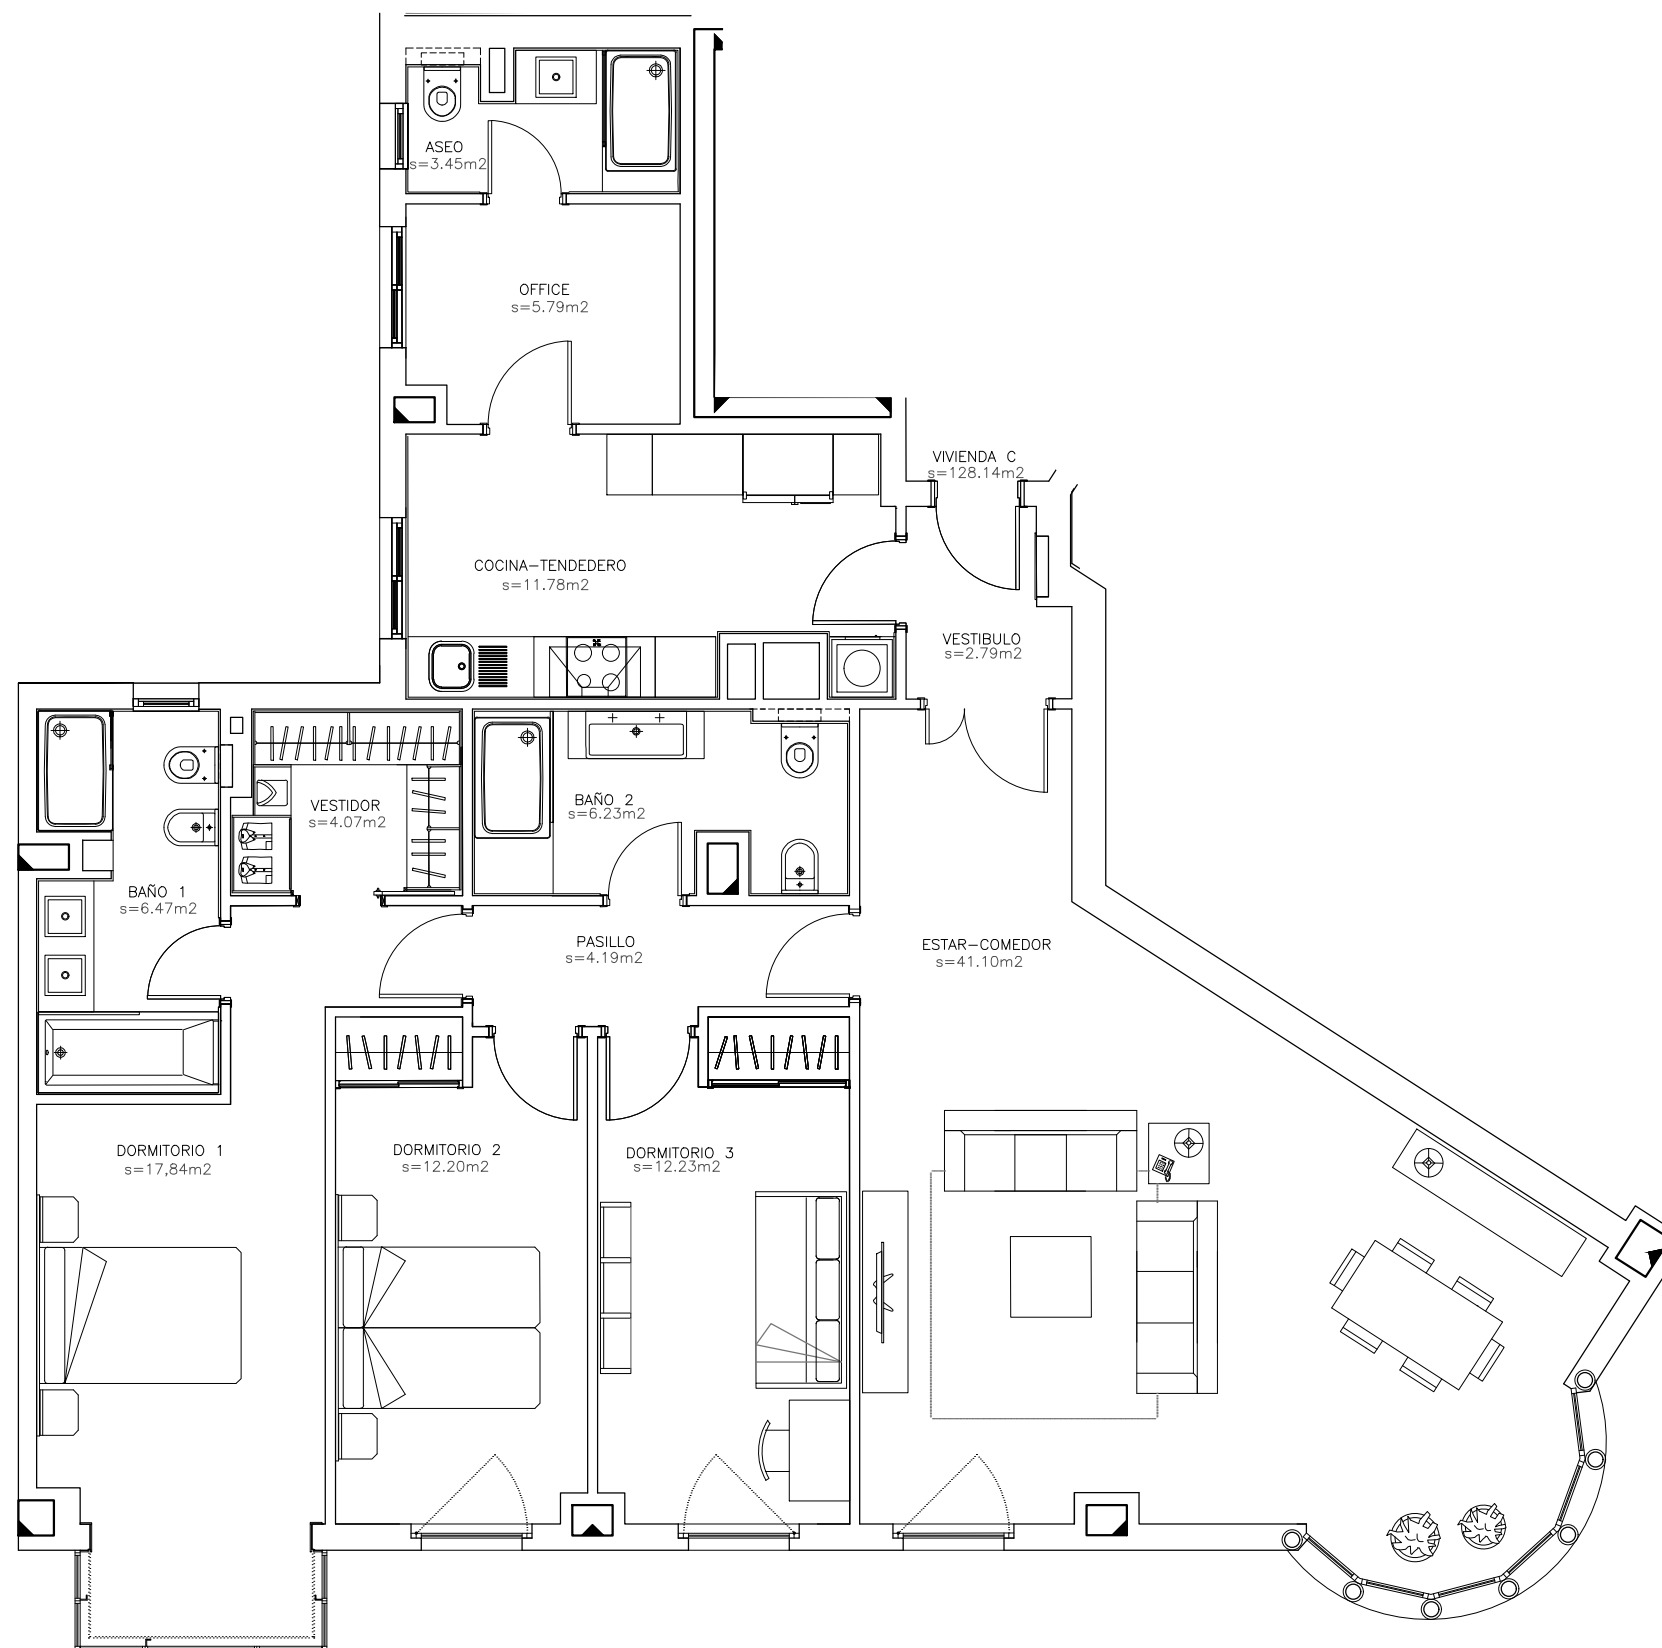 ASEO
s=3.45m2
OFFICE
s=5.79m2
VIVIENDA C
s=128.14m2
COCINA-TENDEDERO
s=11.78m2
VESTIBULO
s=2.79m2
VESTIDOR
s=4.07m2
BAÑO 2
s=6.23m2
BAÑO 1
s=6.47m2
PASILLO
s=4.19m2
ESTAR-COMEDOR
s=41.10m2
DORMITORIO 1
s=17,84m2
DORMITORIO 2
s=12.20m2
DORMITORIO 3
s=12.23m2